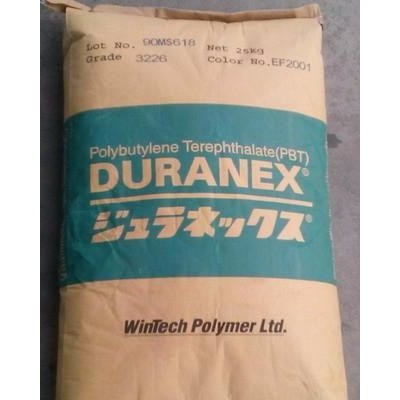 Lot No. 90MS618 Net 25Kg
Grade 3226 Color No.EF2001
Polybutylene Terephthalate(PBT)
DURANEX®
ジュラネックス®
WinTech Polymer Ltd.